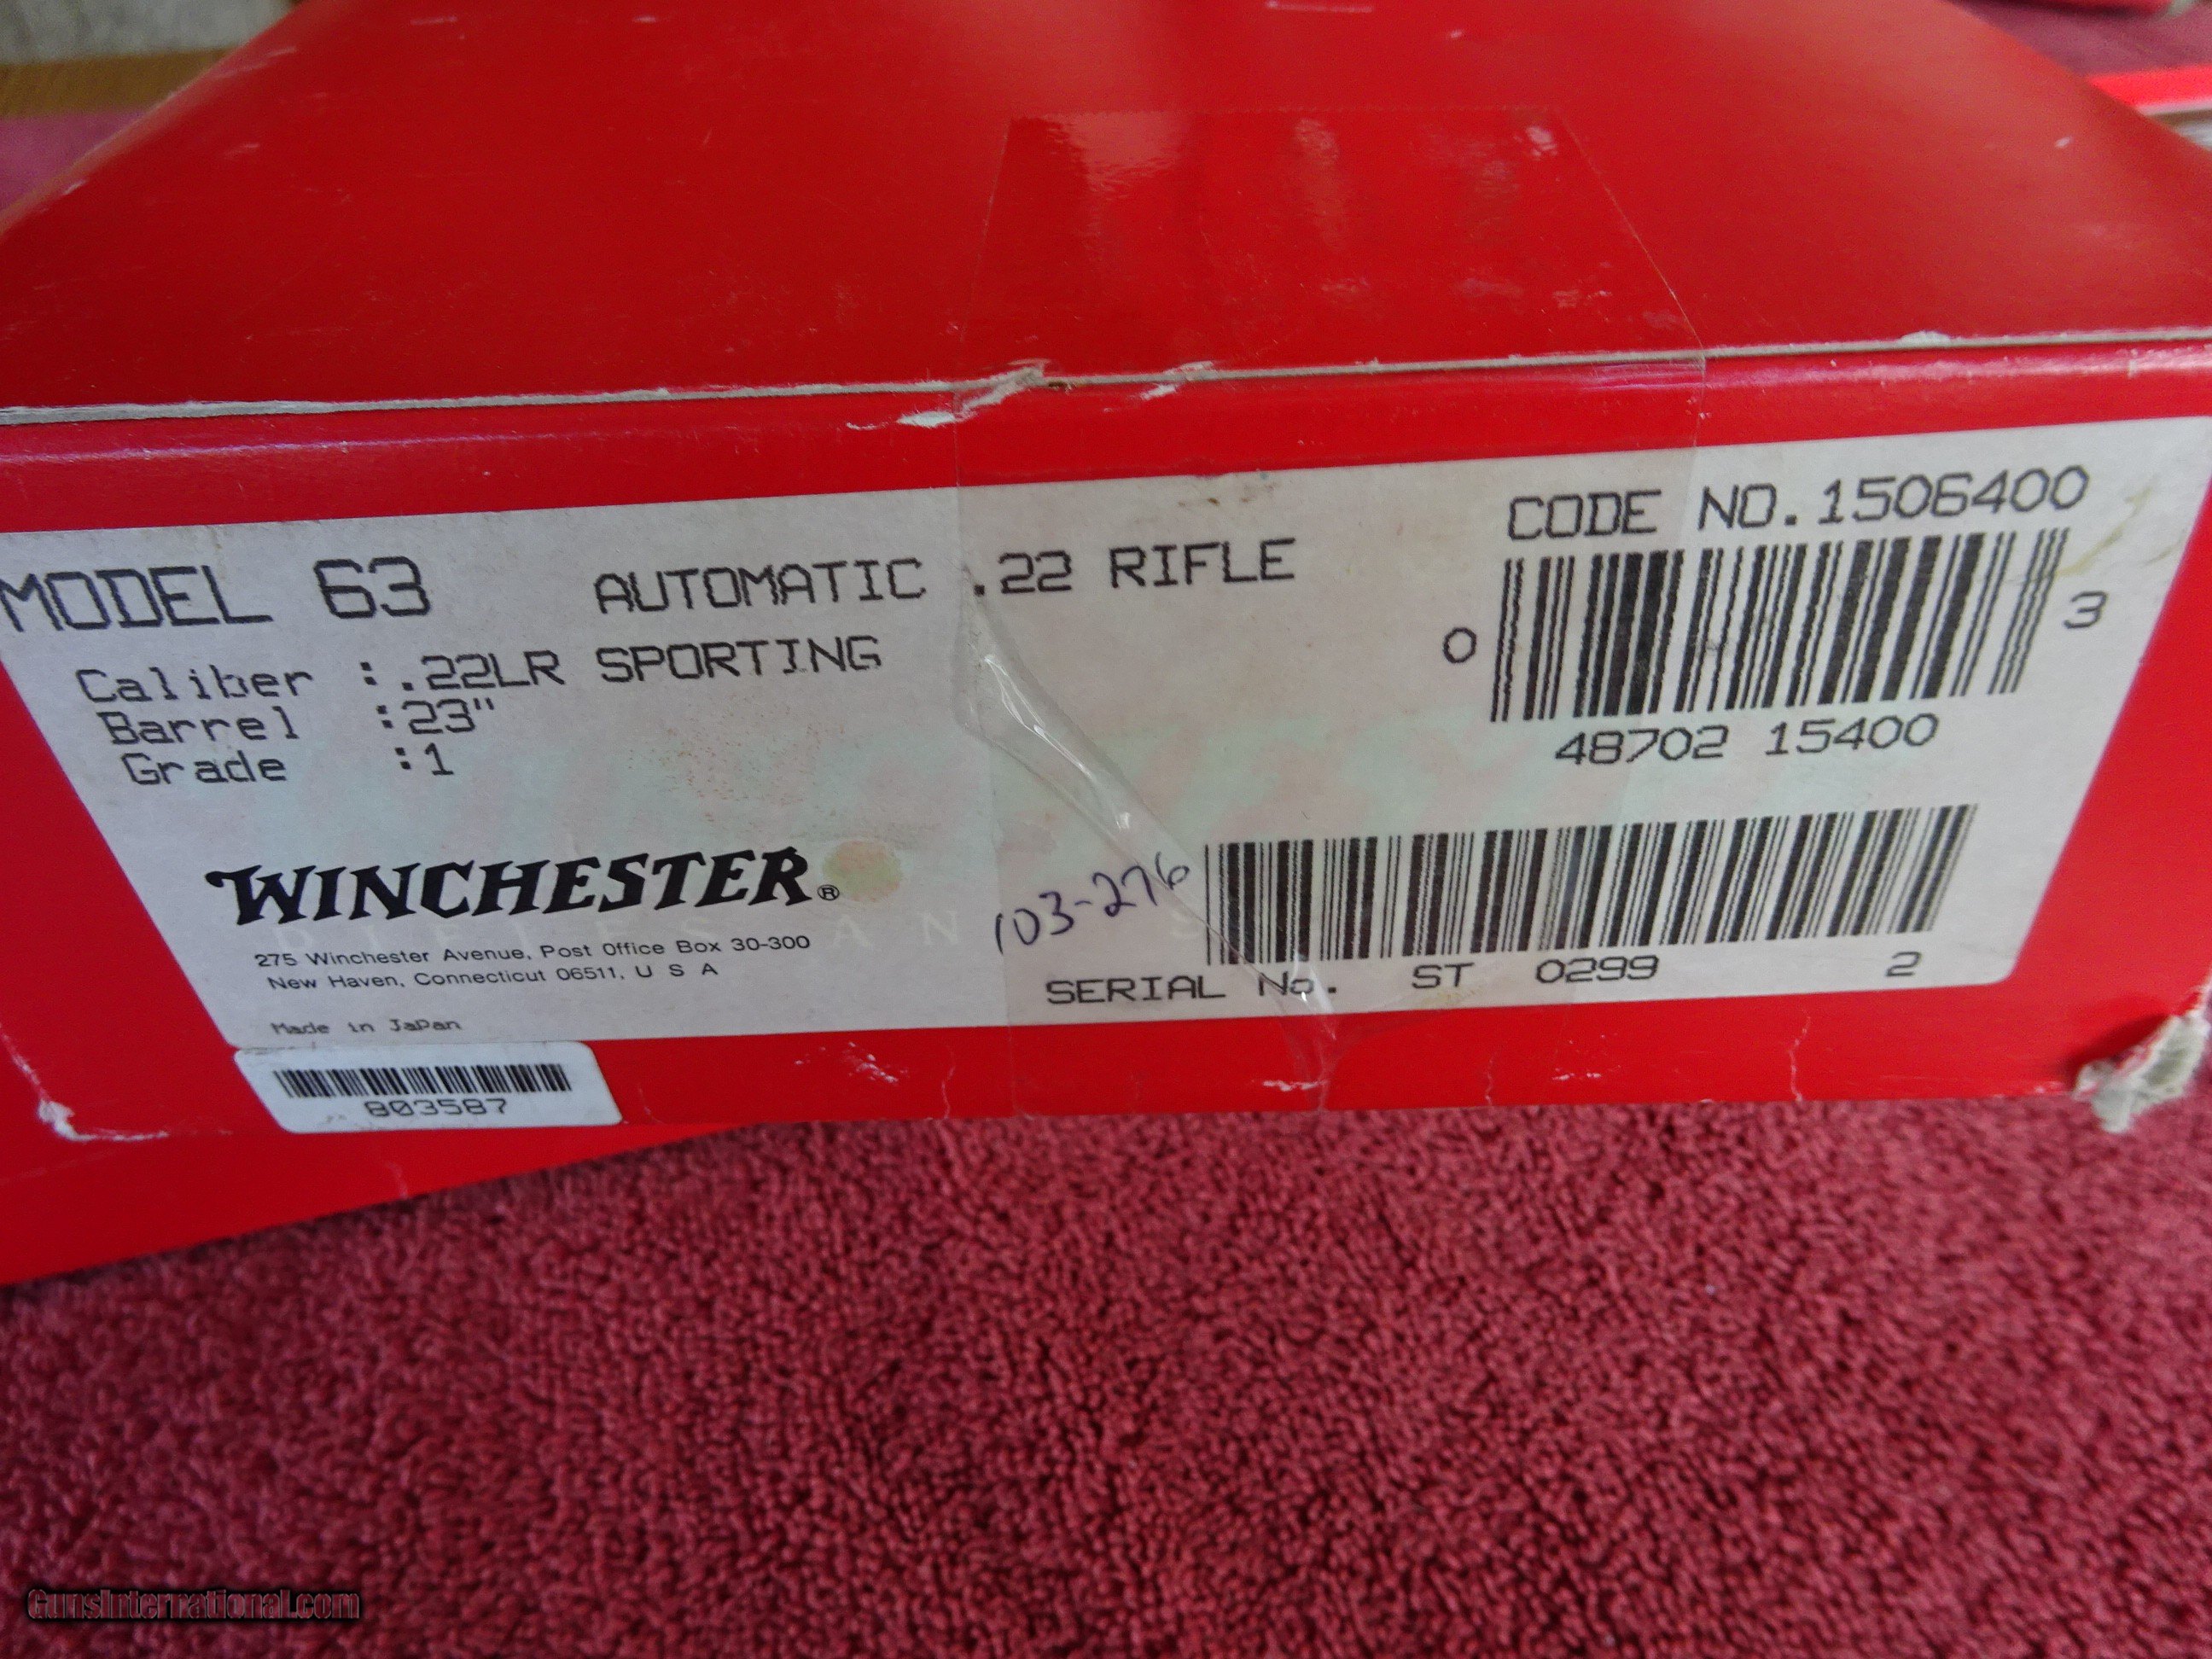 CODE NO.1506400
MODEL 63 AUTOMATIC .22 RIFLE
Caliber :.22LR SPORTING
Barrel :23"
Grade :1
0 48702 15400 3
WINCHESTER®
275 Winchester Avenue, Post Office Box 30-300
New Haven, Connecticut 06511, U S A
Made in Japan
103-276
SERIAL No. ST 0299 2
803587
GunsInternational.com